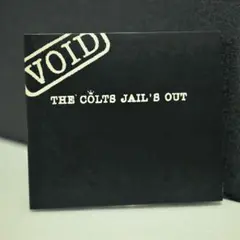 VOID
THE COLTS JAIL'S OUT